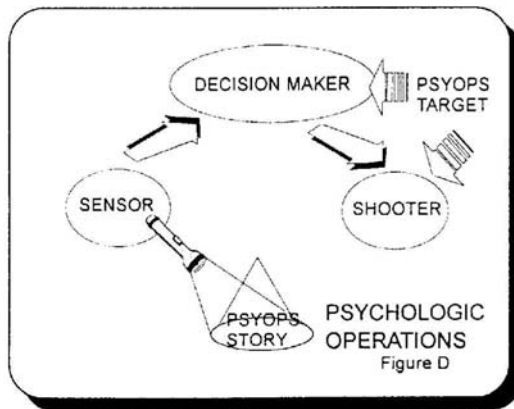 DECISION MAKER
PSYOPS
TARGET
SENSOR
SHOOTER
PSYOPS
STORY
PSYCHOLOGIC
OPERATIONS
Figure D